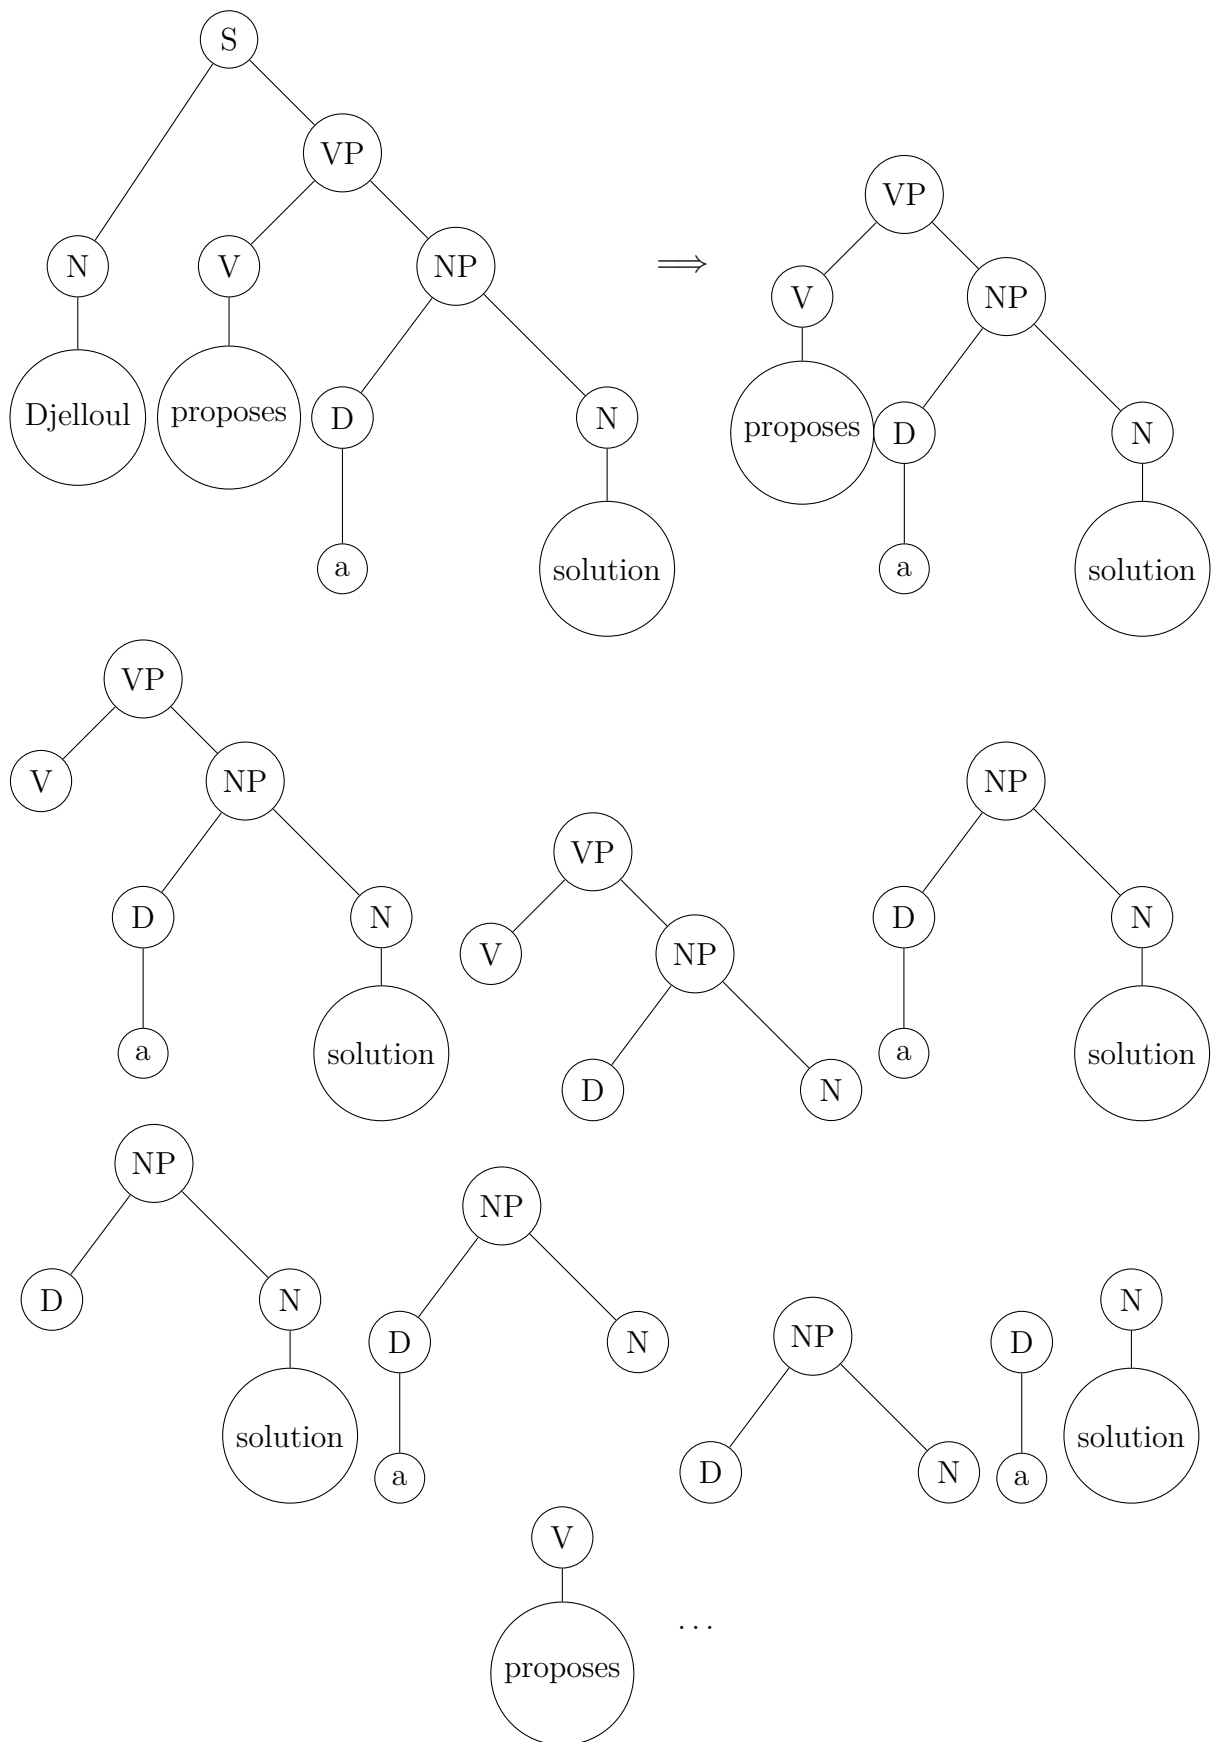 S
VP
VP
N V NP
⟹
V NP
Djelloul proposes D N
proposes D N
a solution
a solution
VP
V NP
NP
VP
D N
D N
V NP
a solution
a solution
D N
NP
NP
D N
N
NP
D N
D
solution
solution
D N
a
a
V
proposes
...